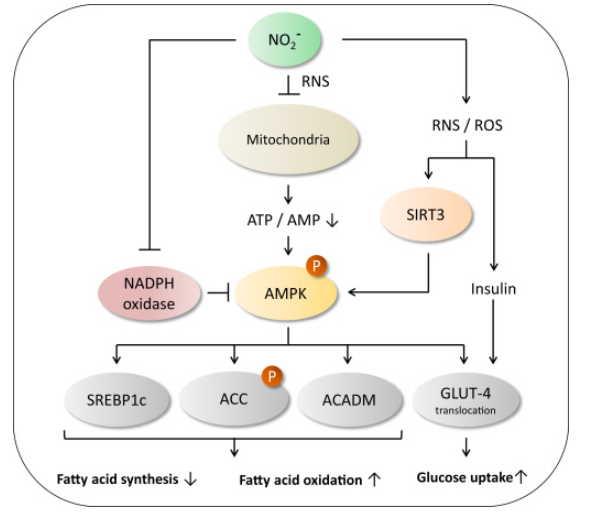 NO₂⁻
RNS
Mitochondria
RNS / ROS
SIRT3
ATP / AMP ↓
P
NADPH
oxidase
AMPK
Insulin
P
SREBP1c
ACC
ACADM
GLUT-4
translocation
Fatty acid synthesis ↓
Fatty acid oxidation ↑
Glucose uptake↑